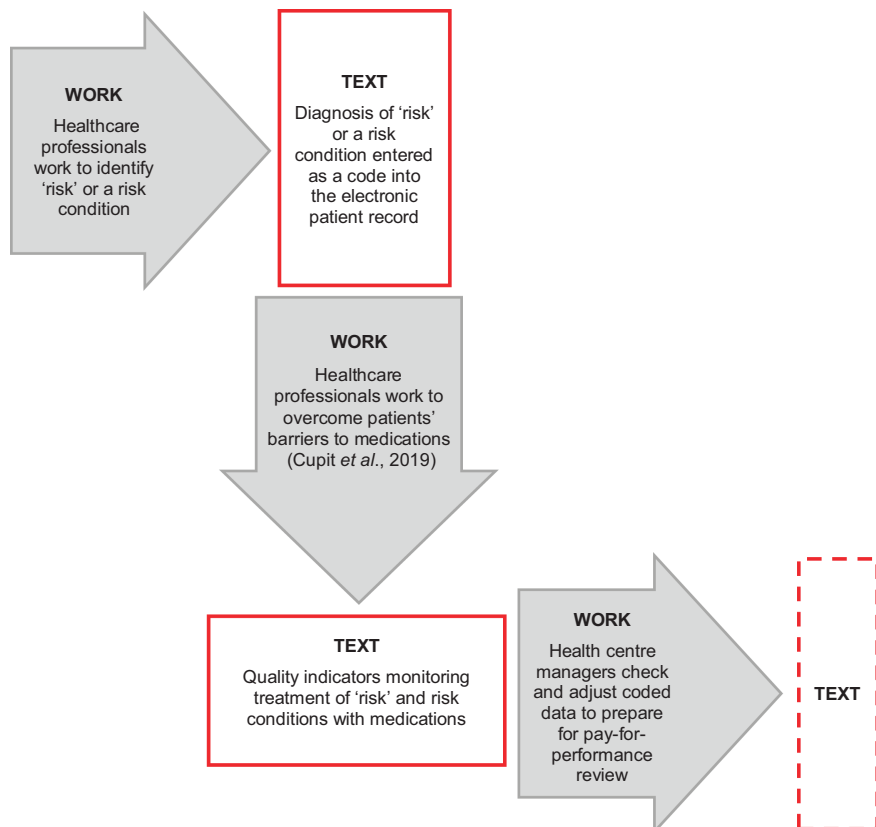 WORK
Healthcare
professionals
work to identify
‘risk’ or a risk
condition
TEXT
Diagnosis of ‘risk’
or a risk
condition entered
as a code into
the electronic
patient record
WORK
Healthcare
professionals work to
overcome patients’
barriers to medications
(Cupit et al., 2019)
TEXT
Quality indicators monitoring
treatment of ‘risk’ and risk
conditions with medications
WORK
Health centre
managers check
and adjust coded
data to prepare
for pay-for-
performance
review
TEXT